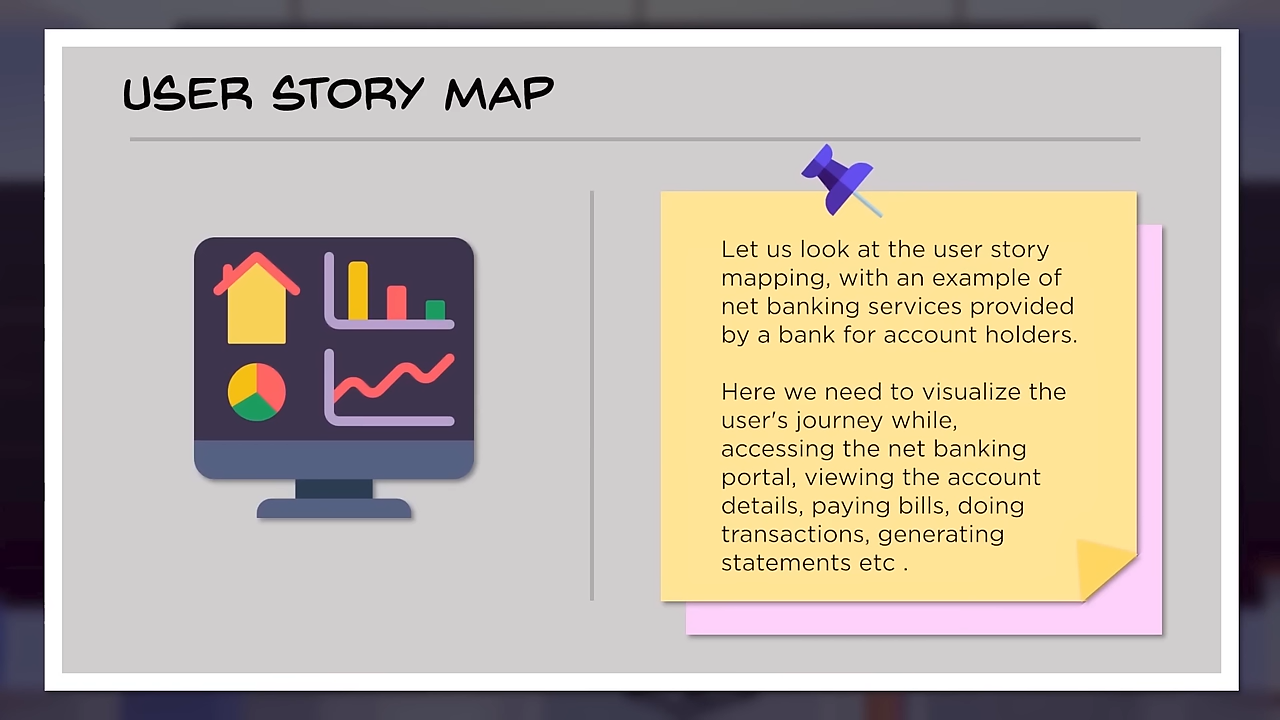 USER STORY MAP
Let us look at the user story
mapping, with an example of
net banking services provided
by a bank for account holders.
Here we need to visualize the
user's journey while,
accessing the net banking
portal, viewing the account
details, paying bills, doing
transactions, generating
statements etc .